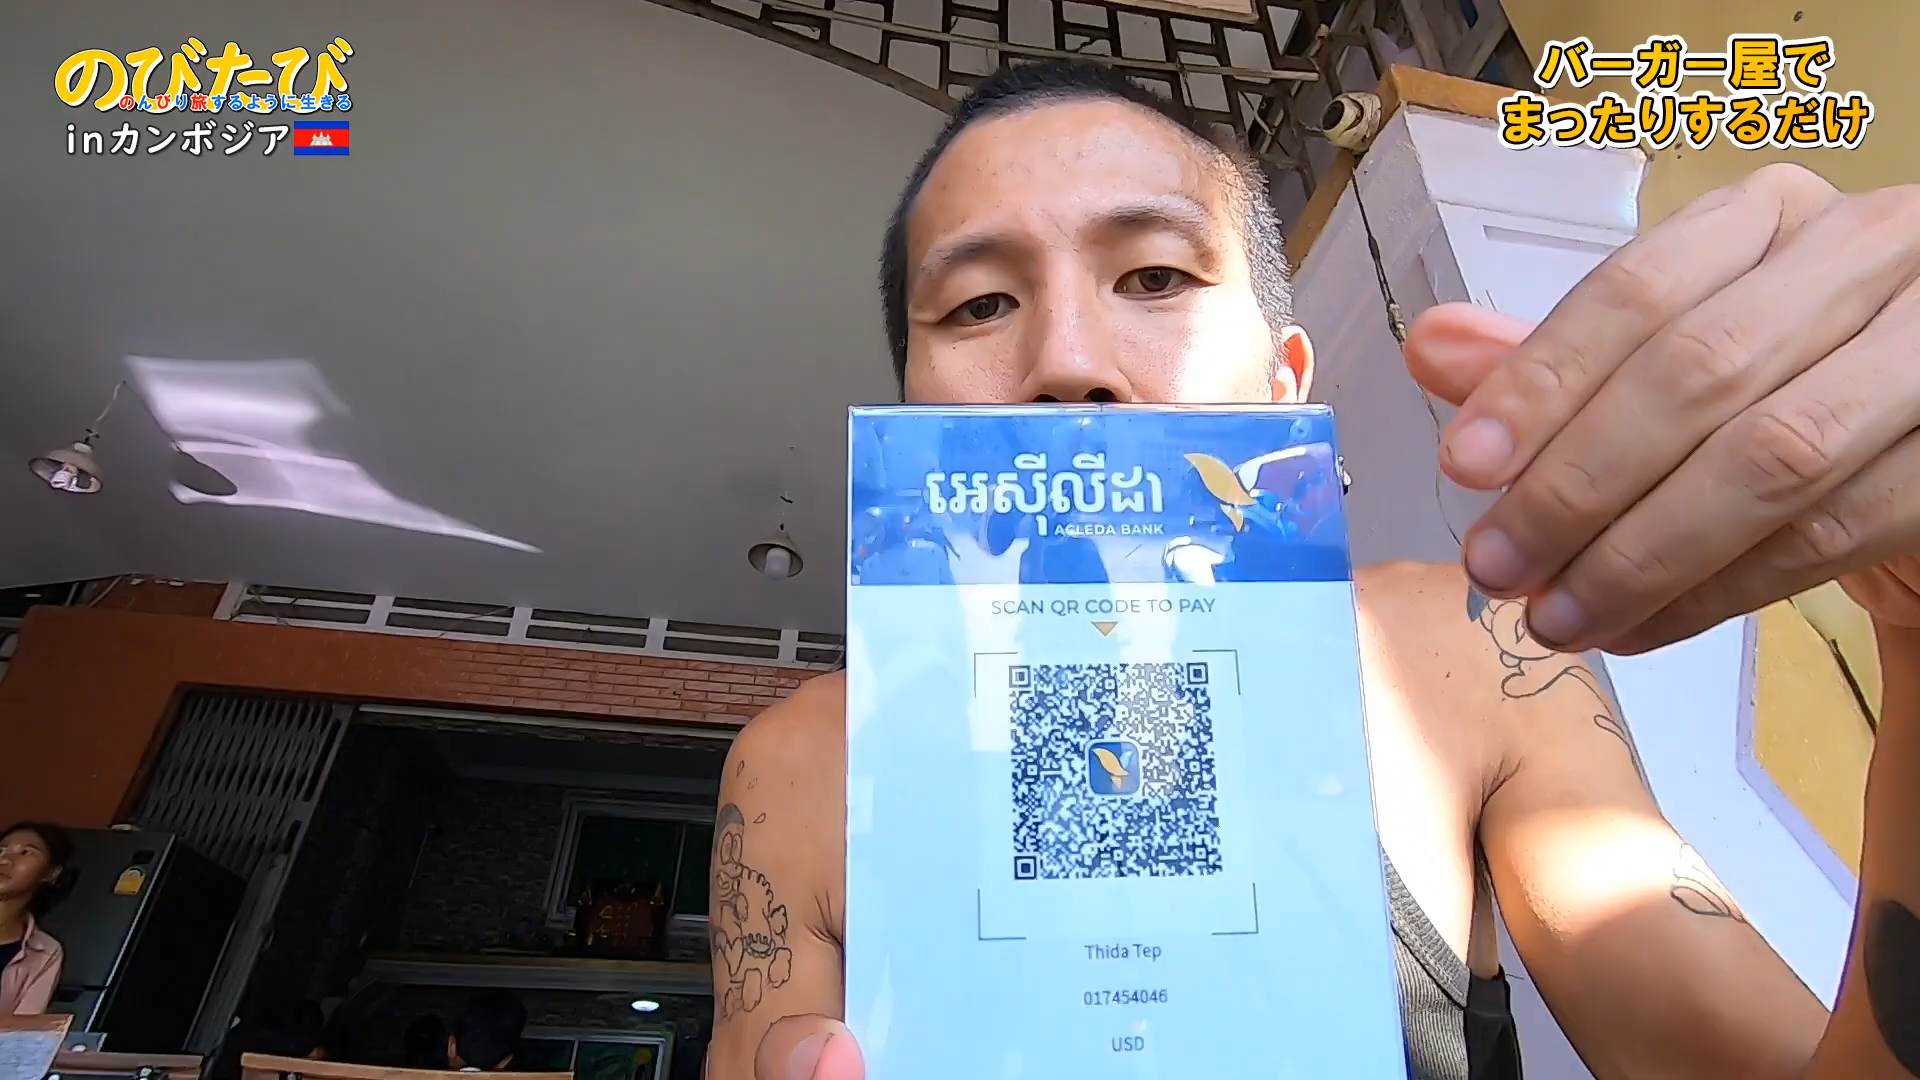 のびたび
のんびり旅するように生きる
inカンボジア
バーガー屋で
まったりするだけ
អេស៊ីលីដា
ACLEDA BANK
SCAN QR CODE TO PAY
Thida Tep
017454046
USD